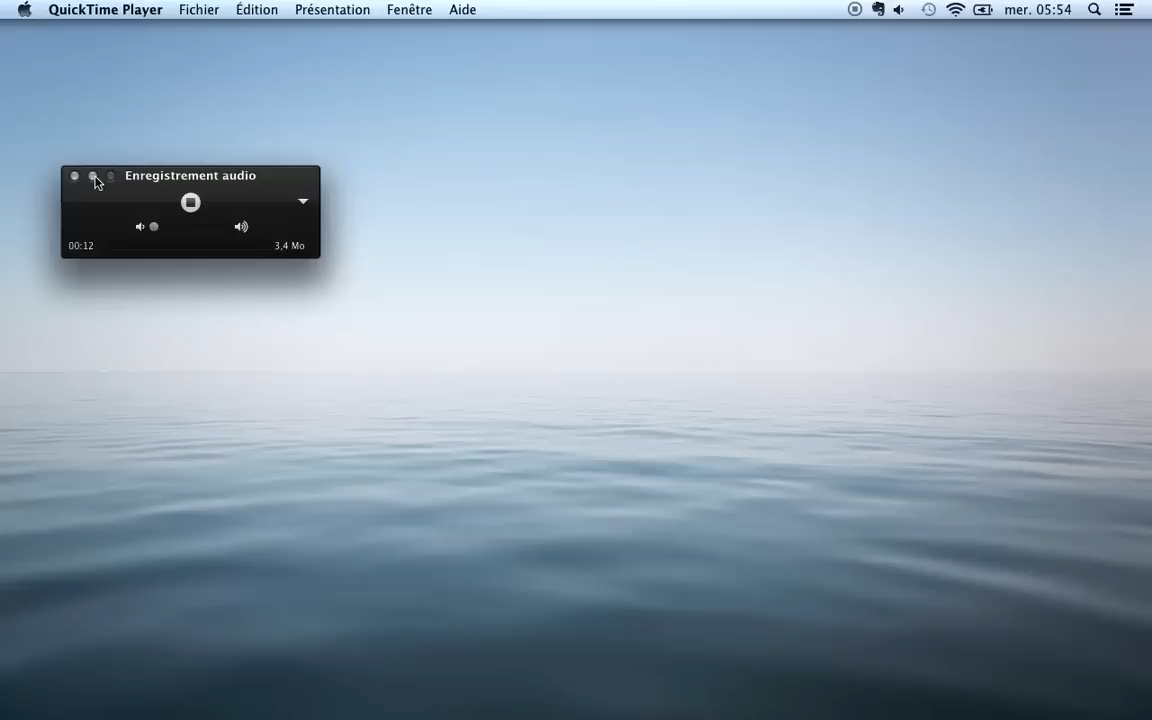 QuickTime Player Fichier Édition Présentation Fenêtre Aide mer. 05:54
Enregistrement audio
00:12 3,4 Mo